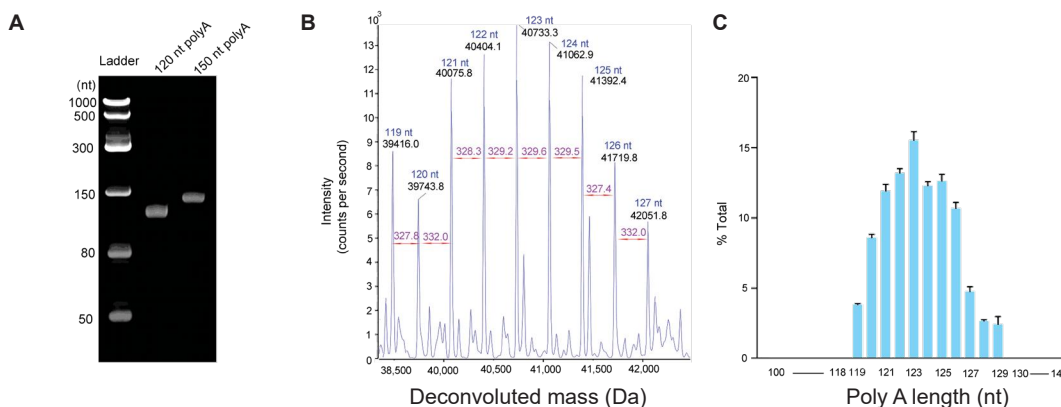 A
Ladder
120 nt polyA
150 nt polyA
(nt)
1000
500
300
150
80
50
B
10³
13
12
11
10
9
8
7
6
5
4
3
2
1
0
Intensity
(counts per second)
119 nt
39416.0
120 nt
39743.8
121 nt
40075.8
122 nt
40404.1
123 nt
40733.3
124 nt
41062.9
125 nt
41392.4
126 nt
41719.8
127 nt
42051.8
327.8
332.0
328.3
329.2
329.6
329.5
327.4
332.0
38,500 40,000 40,500 41,000 41,500 42,000
Deconvoluted mass (Da)
C
20
15
10
5
0
% Total
100 118 119 121 123 125 127 129 130 14
Poly A length (nt)